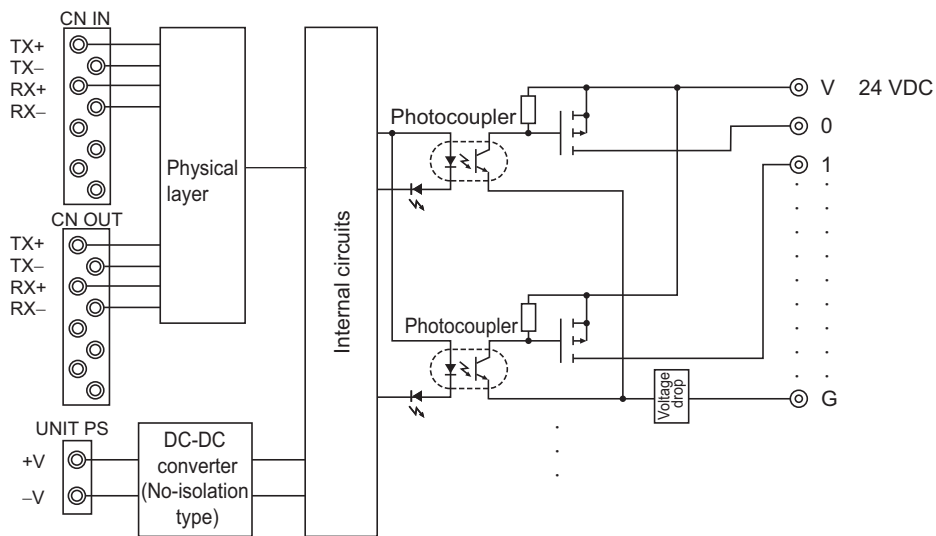 CN IN
TX+
TX−
RX+
RX−
Physical
layer
CN OUT
TX+
TX−
RX+
RX−
UNIT PS
+V
−V
DC-DC
converter
(No-isolation
type)
Internal circuits
Photocoupler
Photocoupler
Voltage
drop
V 24 VDC
0
1
G